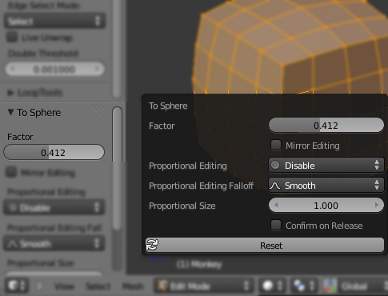 Edge Select Mode
Select
Live Unwrap
Double Threshold
0.001000
LoopTools
To Sphere
Factor
0.412
Mirror Editing
Proportional Editing
Disable
Proportional Editing Fall
Smooth
Proportional Size
To Sphere
Factor 0.412
Mirror Editing
Proportional Editing Disable
Proportional Editing Falloff Smooth
Proportional Size 1.000
Confirm on Release
Reset
(1) Monkey
View Select Mesh Edit Mode Global